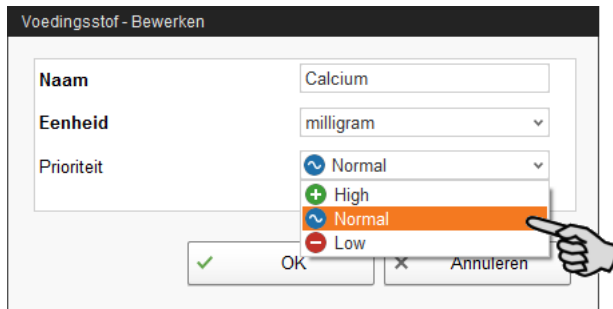 Voedingsstof - Bewerken
Naam Calcium
Eenheid milligram
Prioriteit Normal
High
Normal
Low
OK Annuleren